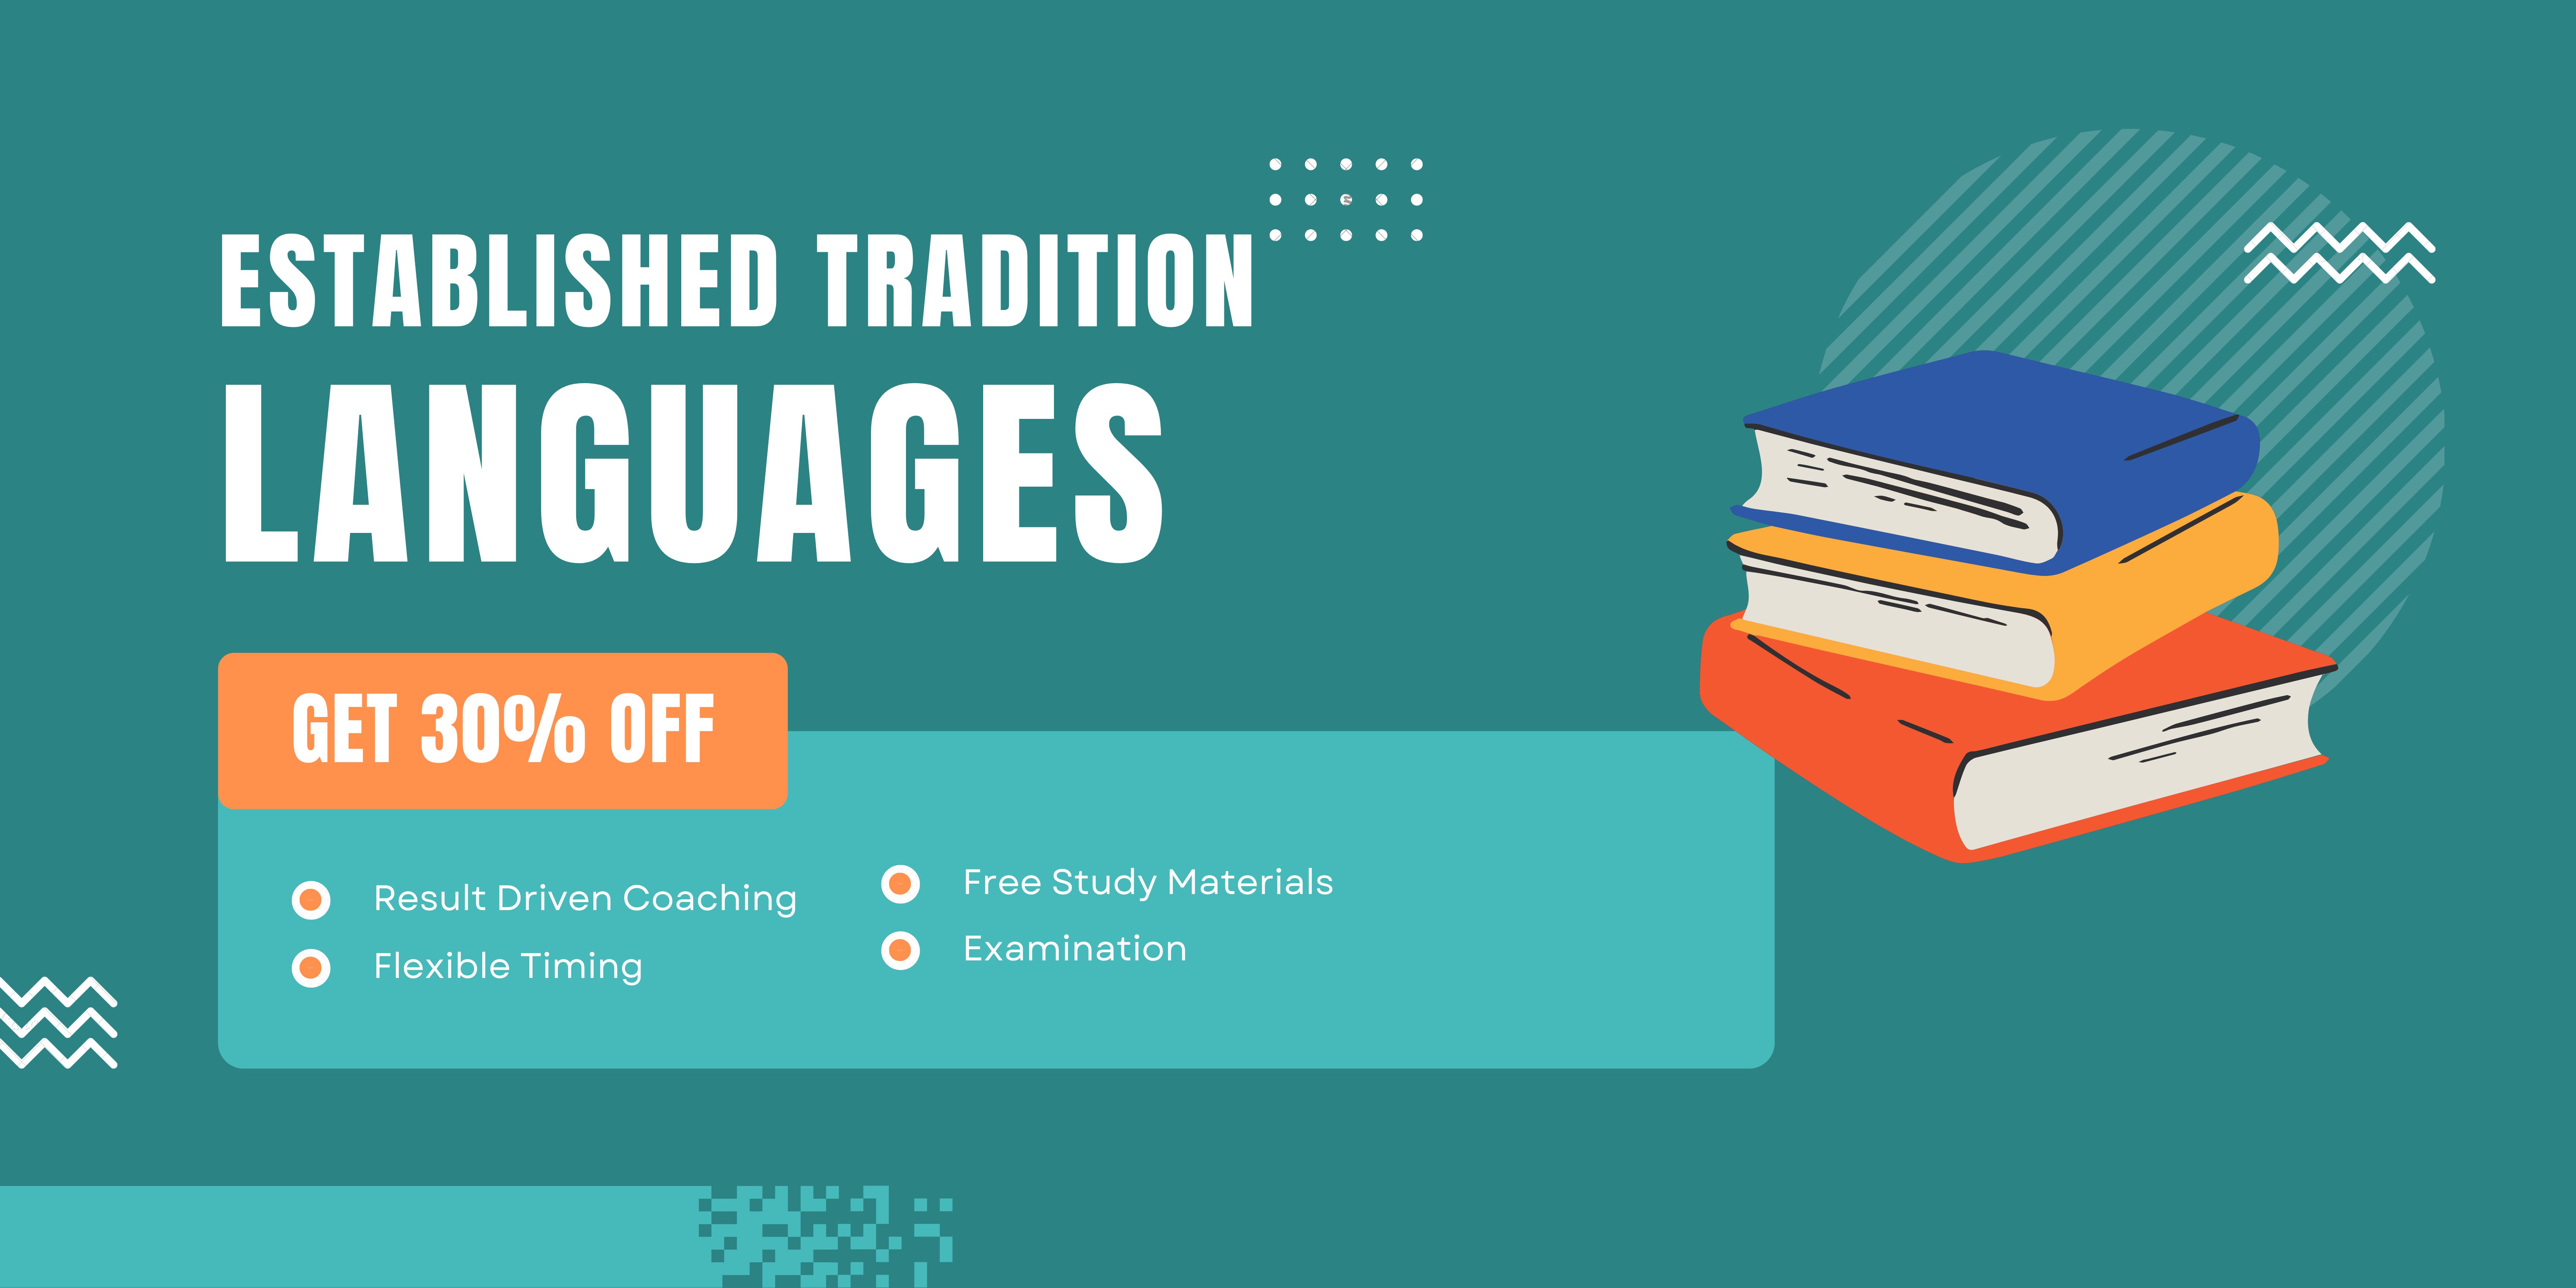 ESTABLISHED TRADITION
LANGUAGES
GET 30% OFF
Result Driven Coaching
Flexible Timing
Free Study Materials
Examination